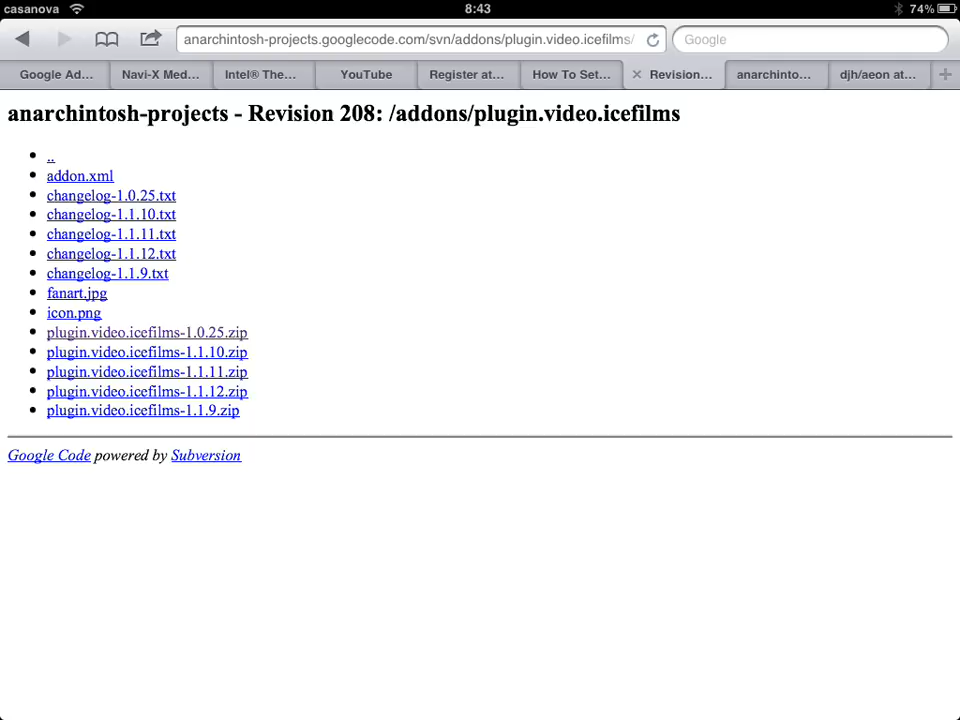 casanova 8:43 74%
anarchintosh-projects.googlecode.com/svn/addons/plugin.video.icefilms/ Google
Google Ad... Navi-X Med... Intel® The... YouTube Register at... How To Set... Revision... anarchinto... djh/aeon at...
anarchintosh-projects - Revision 208: /addons/plugin.video.icefilms
..
addon.xml
changelog-1.0.25.txt
changelog-1.1.10.txt
changelog-1.1.11.txt
changelog-1.1.12.txt
changelog-1.1.9.txt
fanart.jpg
icon.png
plugin.video.icefilms-1.0.25.zip
plugin.video.icefilms-1.1.10.zip
plugin.video.icefilms-1.1.11.zip
plugin.video.icefilms-1.1.12.zip
plugin.video.icefilms-1.1.9.zip
Google Code powered by Subversion